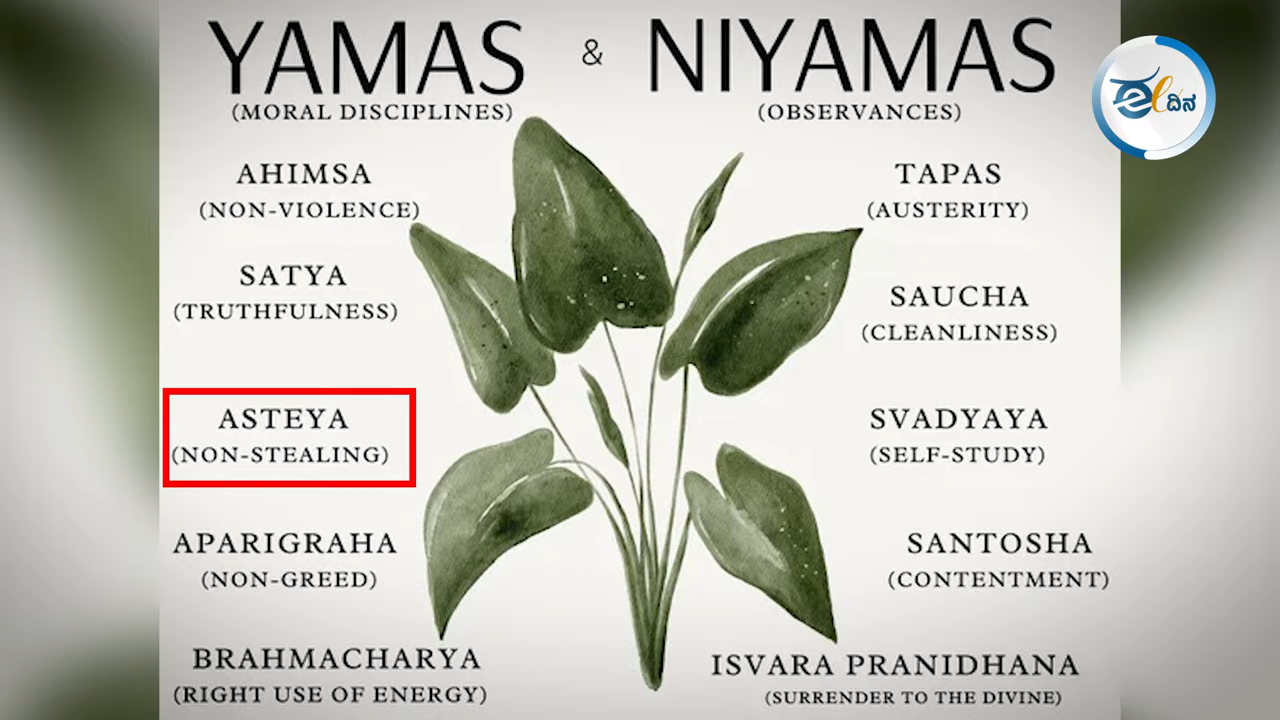 YAMAS & NIYAMAS
(MORAL DISCIPLINES) (OBSERVANCES)
AHIMSA
(NON-VIOLENCE)
SATYA
(TRUTHFULNESS)
ASTEYA
(NON-STEALING)
APARIGRAHA
(NON-GREED)
BRAHMACHARYA
(RIGHT USE OF ENERGY)
TAPAS
(AUSTERITY)
SAUCHA
(CLEANLINESS)
SVADYAYA
(SELF-STUDY)
SANTOSHA
(CONTENTMENT)
ISVARA PRANIDHANA
(SURRENDER TO THE DIVINE)
ದಿನ